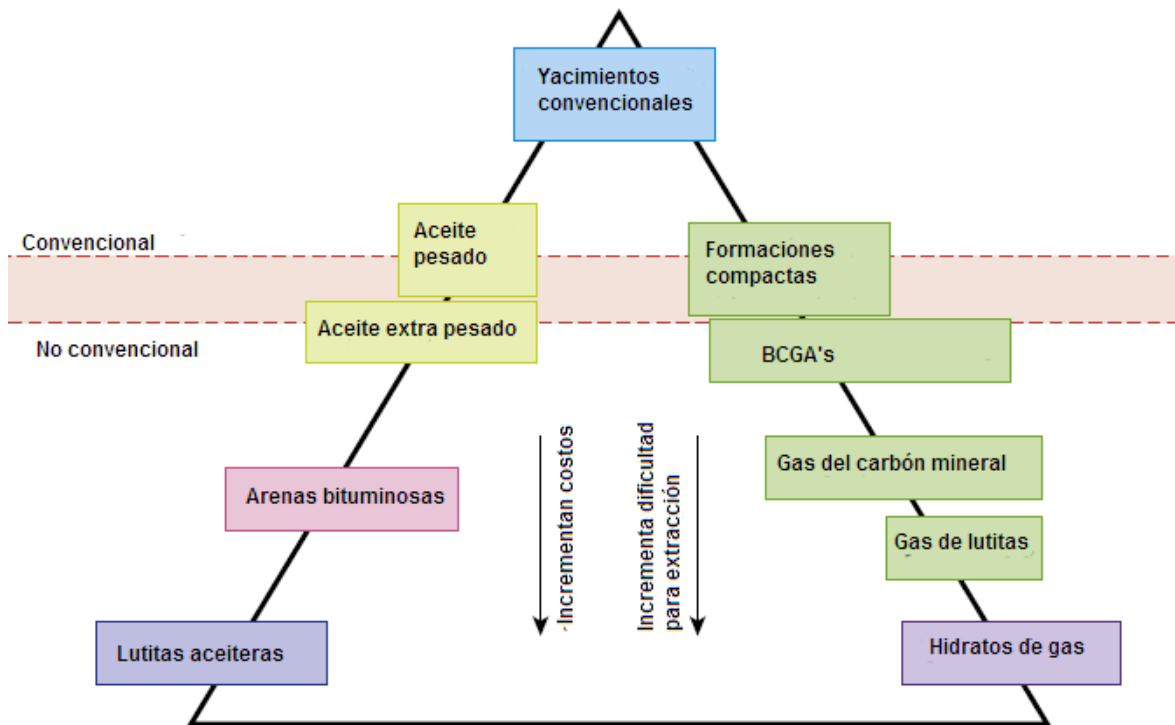 Yacimientos
convencionales
Aceite
pesado
Convencional
Formaciones
compactas
Aceite extra pesado
No convencional
BCGA's
Incrementan costos
Incrementa dificultad
para extracción
Gas del carbón mineral
Arenas bituminosas
Gas de lutitas
Lutitas aceiteras
Hidratos de gas